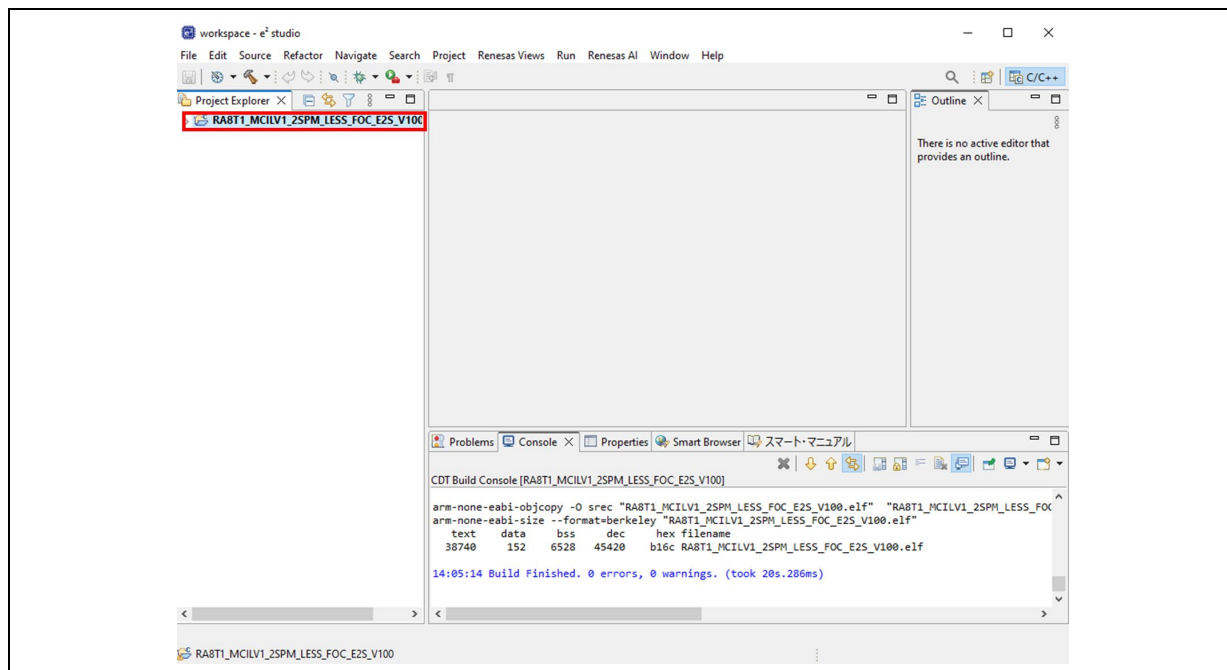 workspace - e² studio
File Edit Source Refactor Navigate Search Project Renesas Views Run Renesas AI Window Help
C/C++
Project Explorer
RA8T1_MCILV1_2SPM_LESS_FOC_E2S_V100
Outline
There is no active editor that
provides an outline.
Problems Console Properties Smart Browser スマート・マニュアル
CDT Build Console [RA8T1_MCILV1_2SPM_LESS_FOC_E2S_V100]
arm-none-eabi-objcopy -O srec "RA8T1_MCILV1_2SPM_LESS_FOC_E2S_V100.elf" "RA8T1_MCILV1_2SPM_LESS_FOC
arm-none-eabi-size --format=berkeley "RA8T1_MCILV1_2SPM_LESS_FOC_E2S_V100.elf"
text data bss dec hex filename
38740 152 6528 45420 b16c RA8T1_MCILV1_2SPM_LESS_FOC_E2S_V100.elf
14:05:14 Build Finished. 0 errors, 0 warnings. (took 20s.286ms)
RA8T1_MCILV1_2SPM_LESS_FOC_E2S_V100